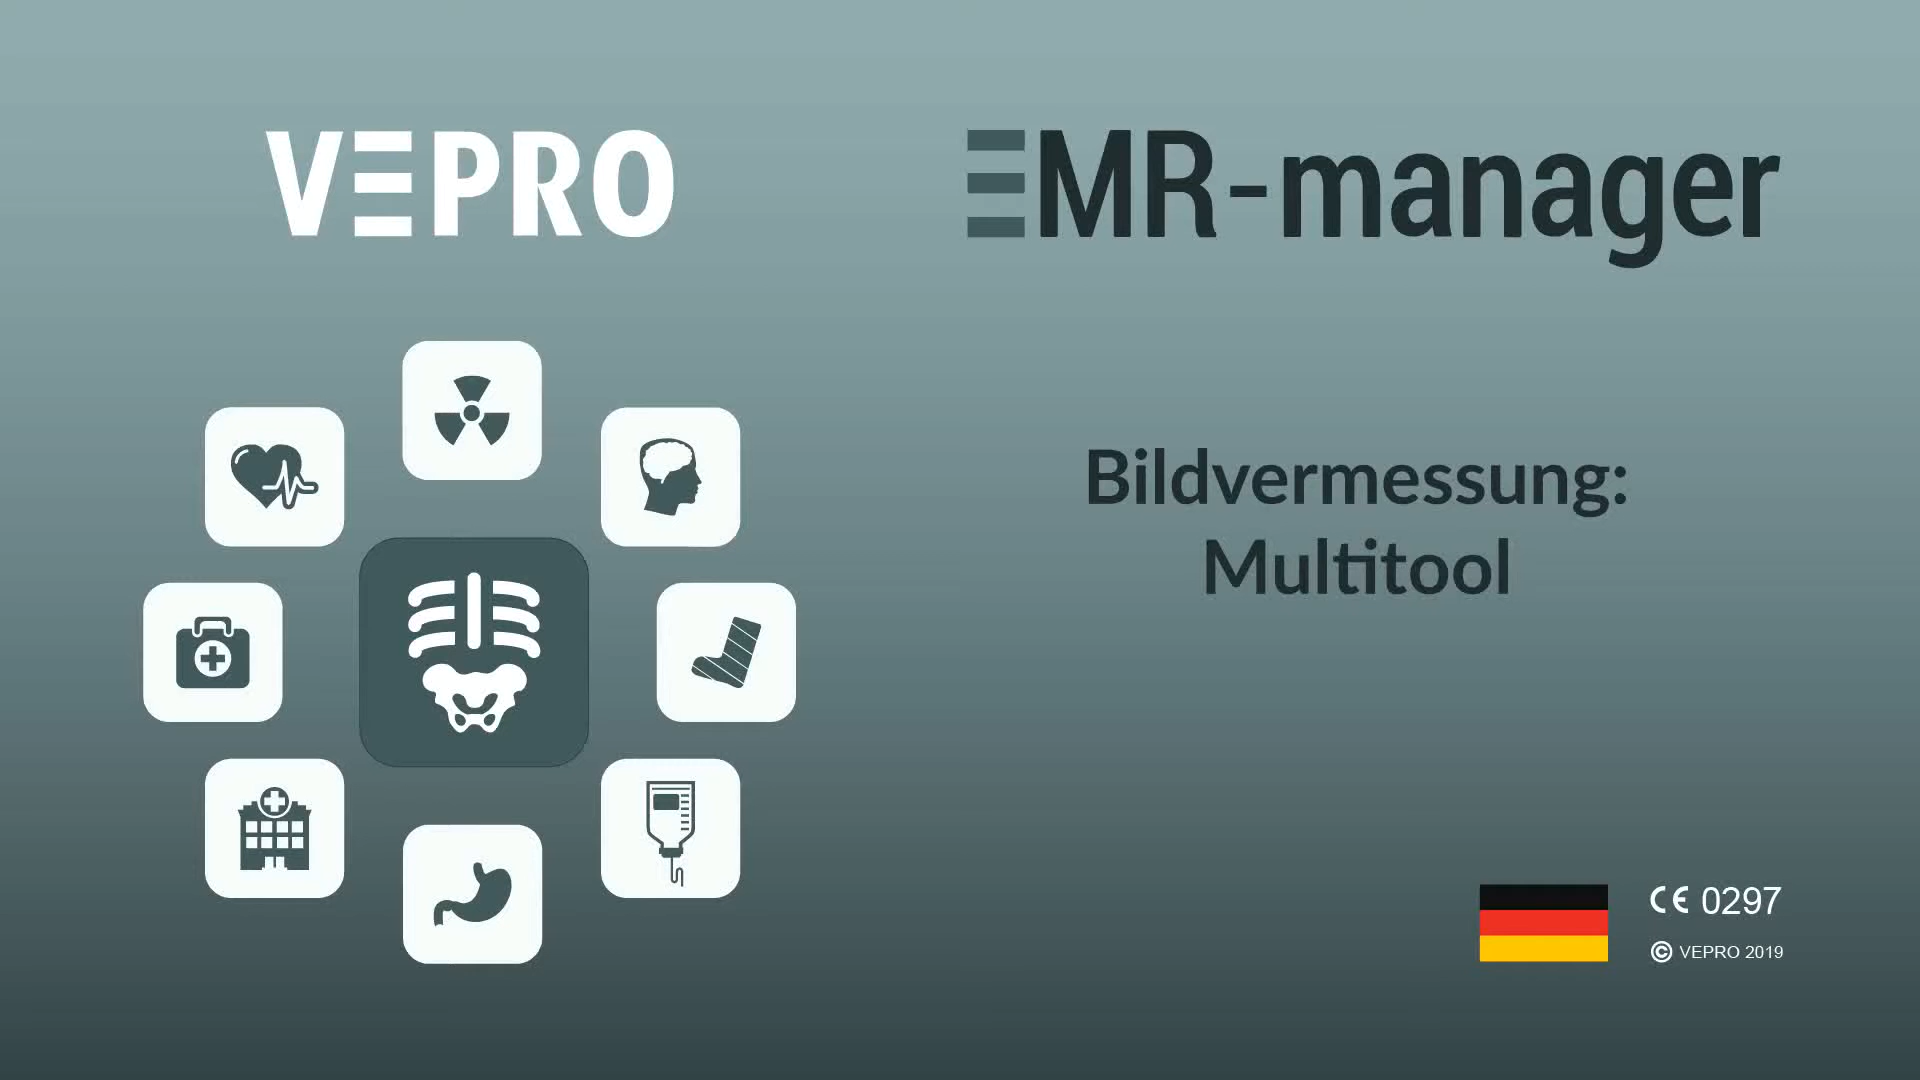 VEPRO
EMR-manager
Bildvermessung:
Multitool
CE 0297
© VEPRO 2019